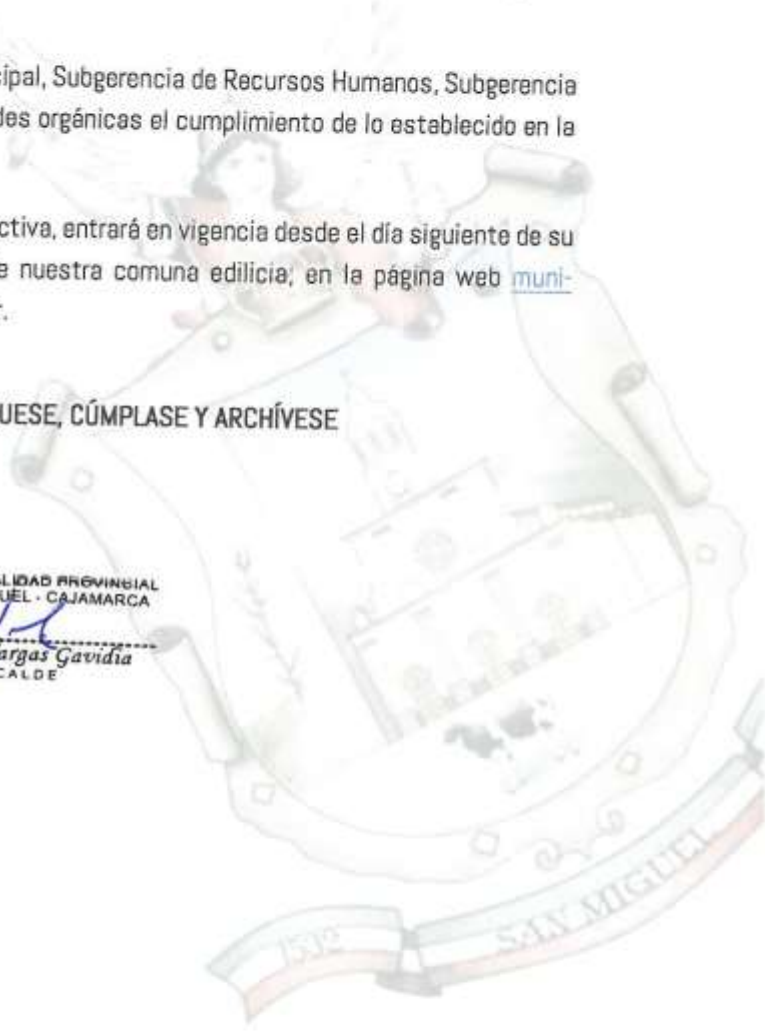 cipal, Subgerencia de Recursos Humanos, Subgerencia
des orgánicas el cumplimiento de lo establecido en la
ctiva, entrará en vigencia desde el día siguiente de su
e nuestra comuna edilicia; en la página web muni-
r.
UESE, CÚMPLASE Y ARCHÍVESE
LIDAD PROVINCIAL
UEL - CAJAMARCA
argas Gavidia
CALDE
SAN MIGUEL